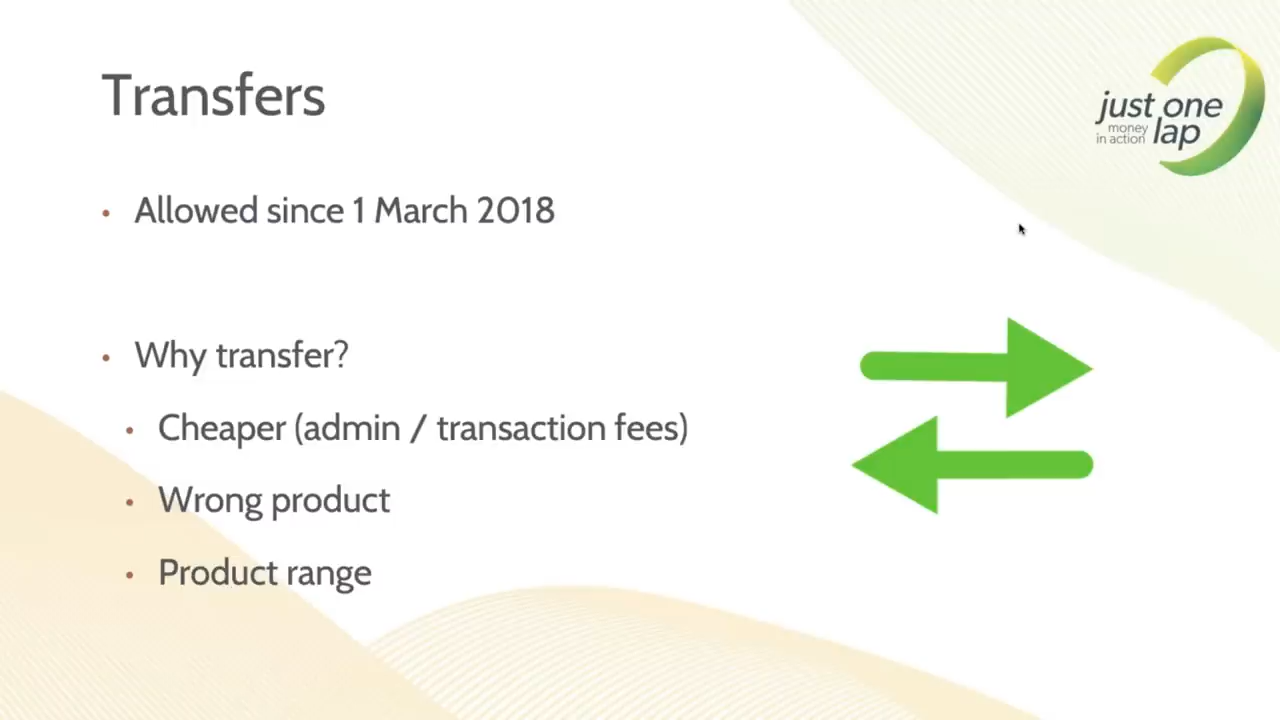 Transfers
just one
money
in action
lap
• Allowed since 1 March 2018
• Why transfer?
• Cheaper (admin / transaction fees)
• Wrong product
• Product range